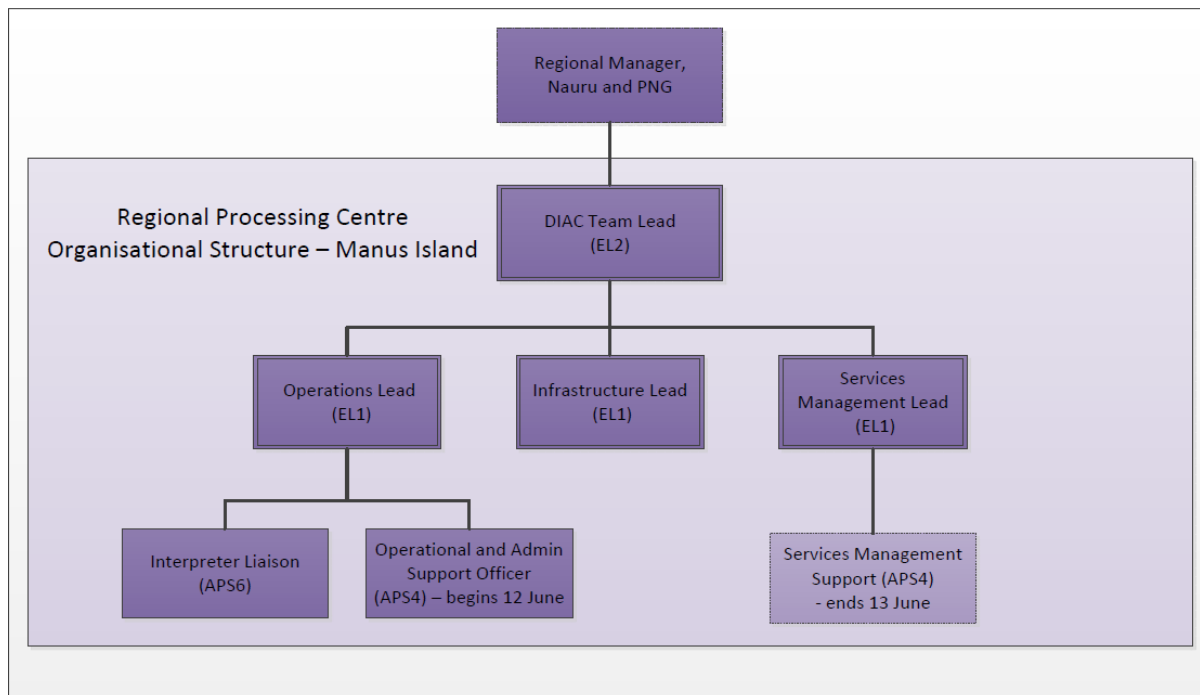 Regional Manager,
Nauru and PNG
Regional Processing Centre
Organisational Structure – Manus Island
DIAC Team Lead
(EL2)
Operations Lead
(EL1)
Infrastructure Lead
(EL1)
Services
Management Lead
(EL1)
Interpreter Liaison
(APS6)
Operational and Admin
Support Officer
(APS4) – begins 12 June
Services Management
Support (APS4)
- ends 13 June